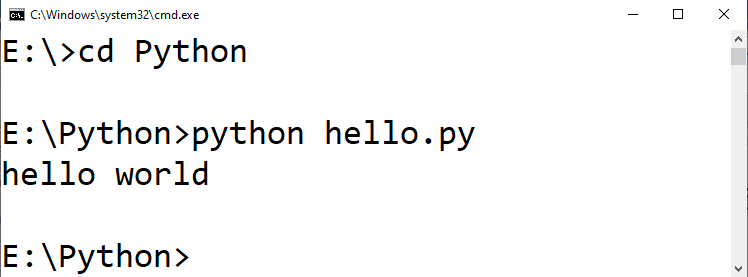 C:\Windows\system32\cmd.exe
E:\>cd Python
E:\Python>python hello.py
hello world
E:\Python>